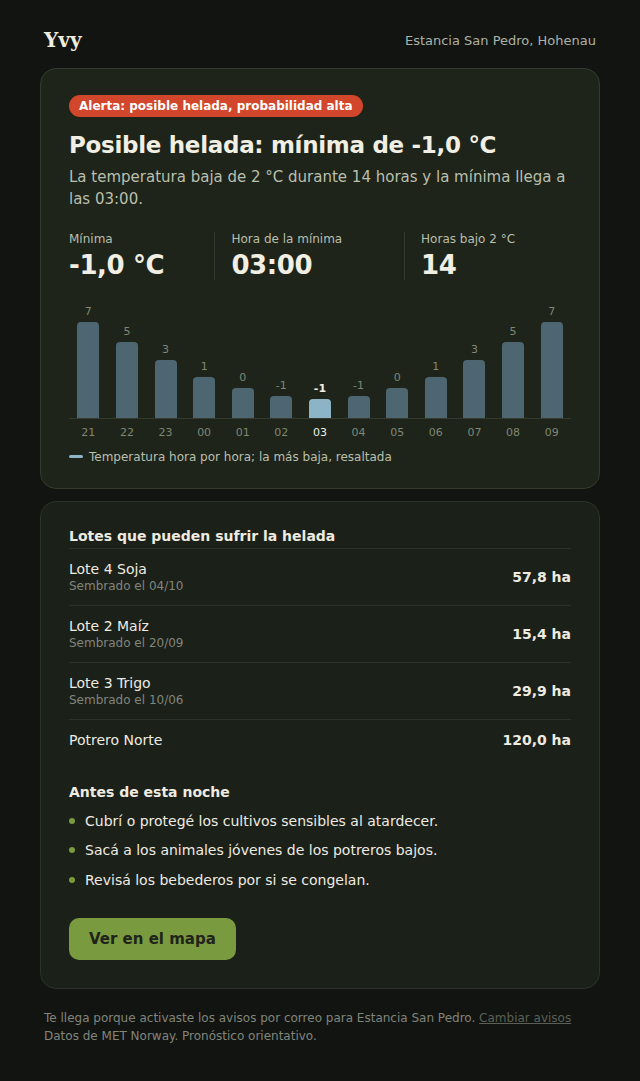 Yvy
Estancia San Pedro, Hohenau
Alerta: posible helada, probabilidad alta
Posible helada: mínima de -1,0 °C
La temperatura baja de 2 °C durante 14 horas y la mínima llega a
las 03:00.
Mínima
-1,0 °C
Hora de la mínima
03:00
Horas bajo 2 °C
14
7 5 3 1 0 -1 -1 -1 0 1 3 5 7
21 22 23 00 01 02 03 04 05 06 07 08 09
Temperatura hora por hora; la más baja, resaltada
Lotes que pueden sufrir la helada
Lote 4 Soja
Sembrado el 04/10
57,8 ha
Lote 2 Maíz
Sembrado el 20/09
15,4 ha
Lote 3 Trigo
Sembrado el 10/06
29,9 ha
Potrero Norte
120,0 ha
Antes de esta noche
Cubrí o protegé los cultivos sensibles al atardecer.
Sacá a los animales jóvenes de los potreros bajos.
Revisá los bebederos por si se congelan.
Ver en el mapa
Te llega porque activaste los avisos por correo para Estancia San Pedro. Cambiar avisos
Datos de MET Norway. Pronóstico orientativo.